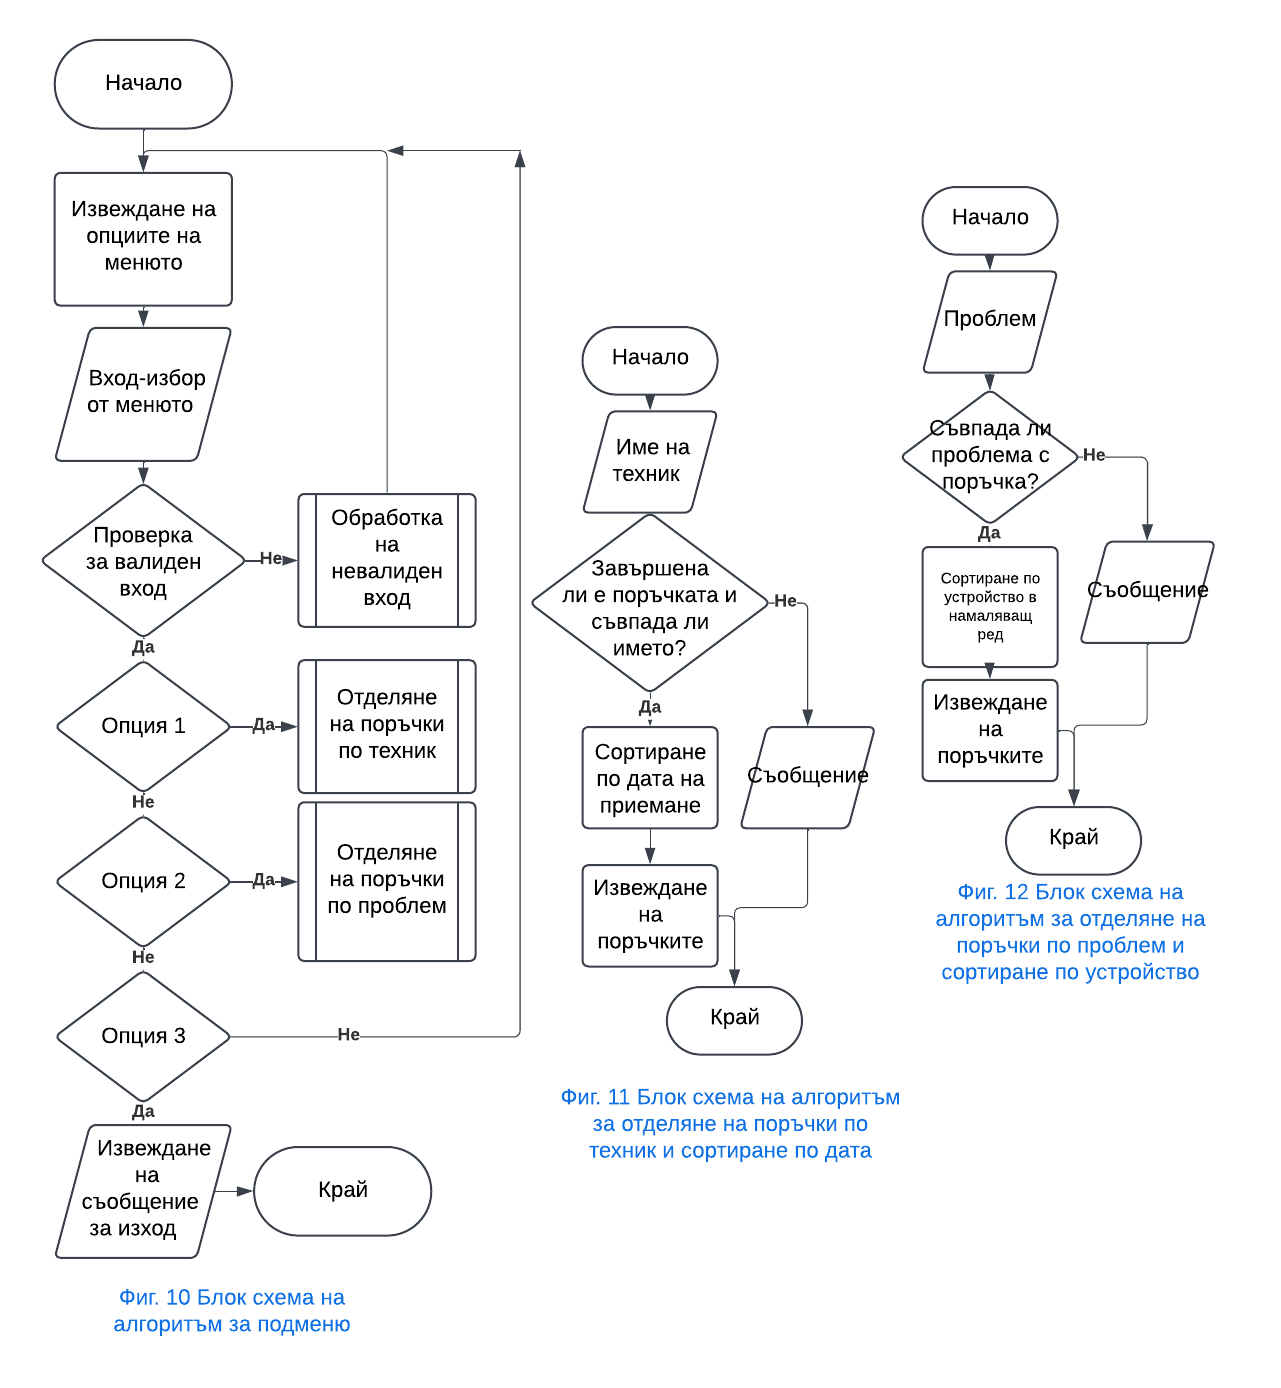 Начало
Извеждане на
опциите на
менюто
Вход-избор
от менюто
Проверка
за валиден
вход
Не
Обработка
на
невалиден
вход
Да
Опция 1
Да
Отделяне
на поръчки
по техник
Не
Опция 2
Да
Отделяне
на поръчки
по проблем
Не
Опция 3
Не
Да
Извеждане
на
съобщение
за изход
Край
Фиг. 10 Блок схема на
алгоритъм за подменю
Начало
Име на
техник
Завършена
ли е поръчката и
съвпада ли
името?
Не
Да
Сортиране
по дата на
приемане
Съобщение
Извеждане
на
поръчките
Край
Фиг. 11 Блок схема на алгоритъм
за отделяне на поръчки по
техник и сортиране по дата
Начало
Проблем
Съвпада ли
проблема с
поръчка?
Не
Да
Сортиране по
устройство в
намаляващ
ред
Съобщение
Извеждане
на
поръчките
Край
Фиг. 12 Блок схема на
алгоритъм за отделяне на
поръчки по проблем и
сортиране по устройство